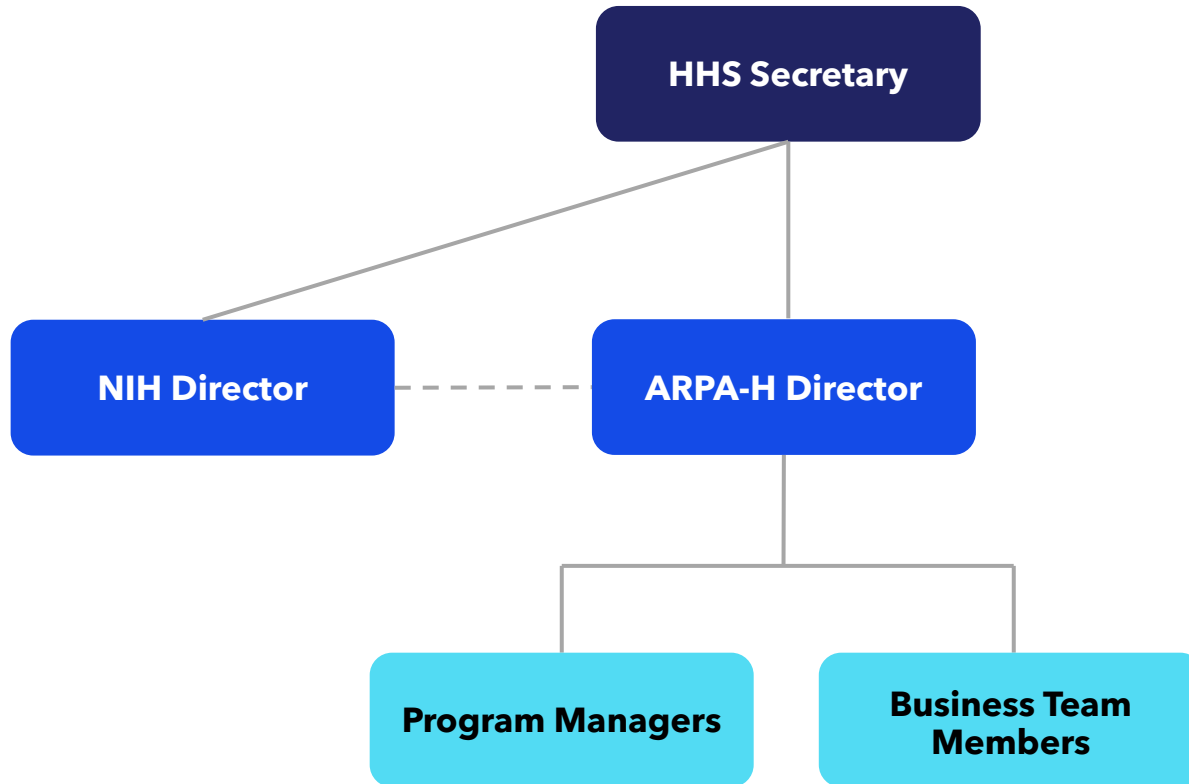 HHS Secretary
NIH Director
ARPA-H Director
Program Managers
Business Team
Members